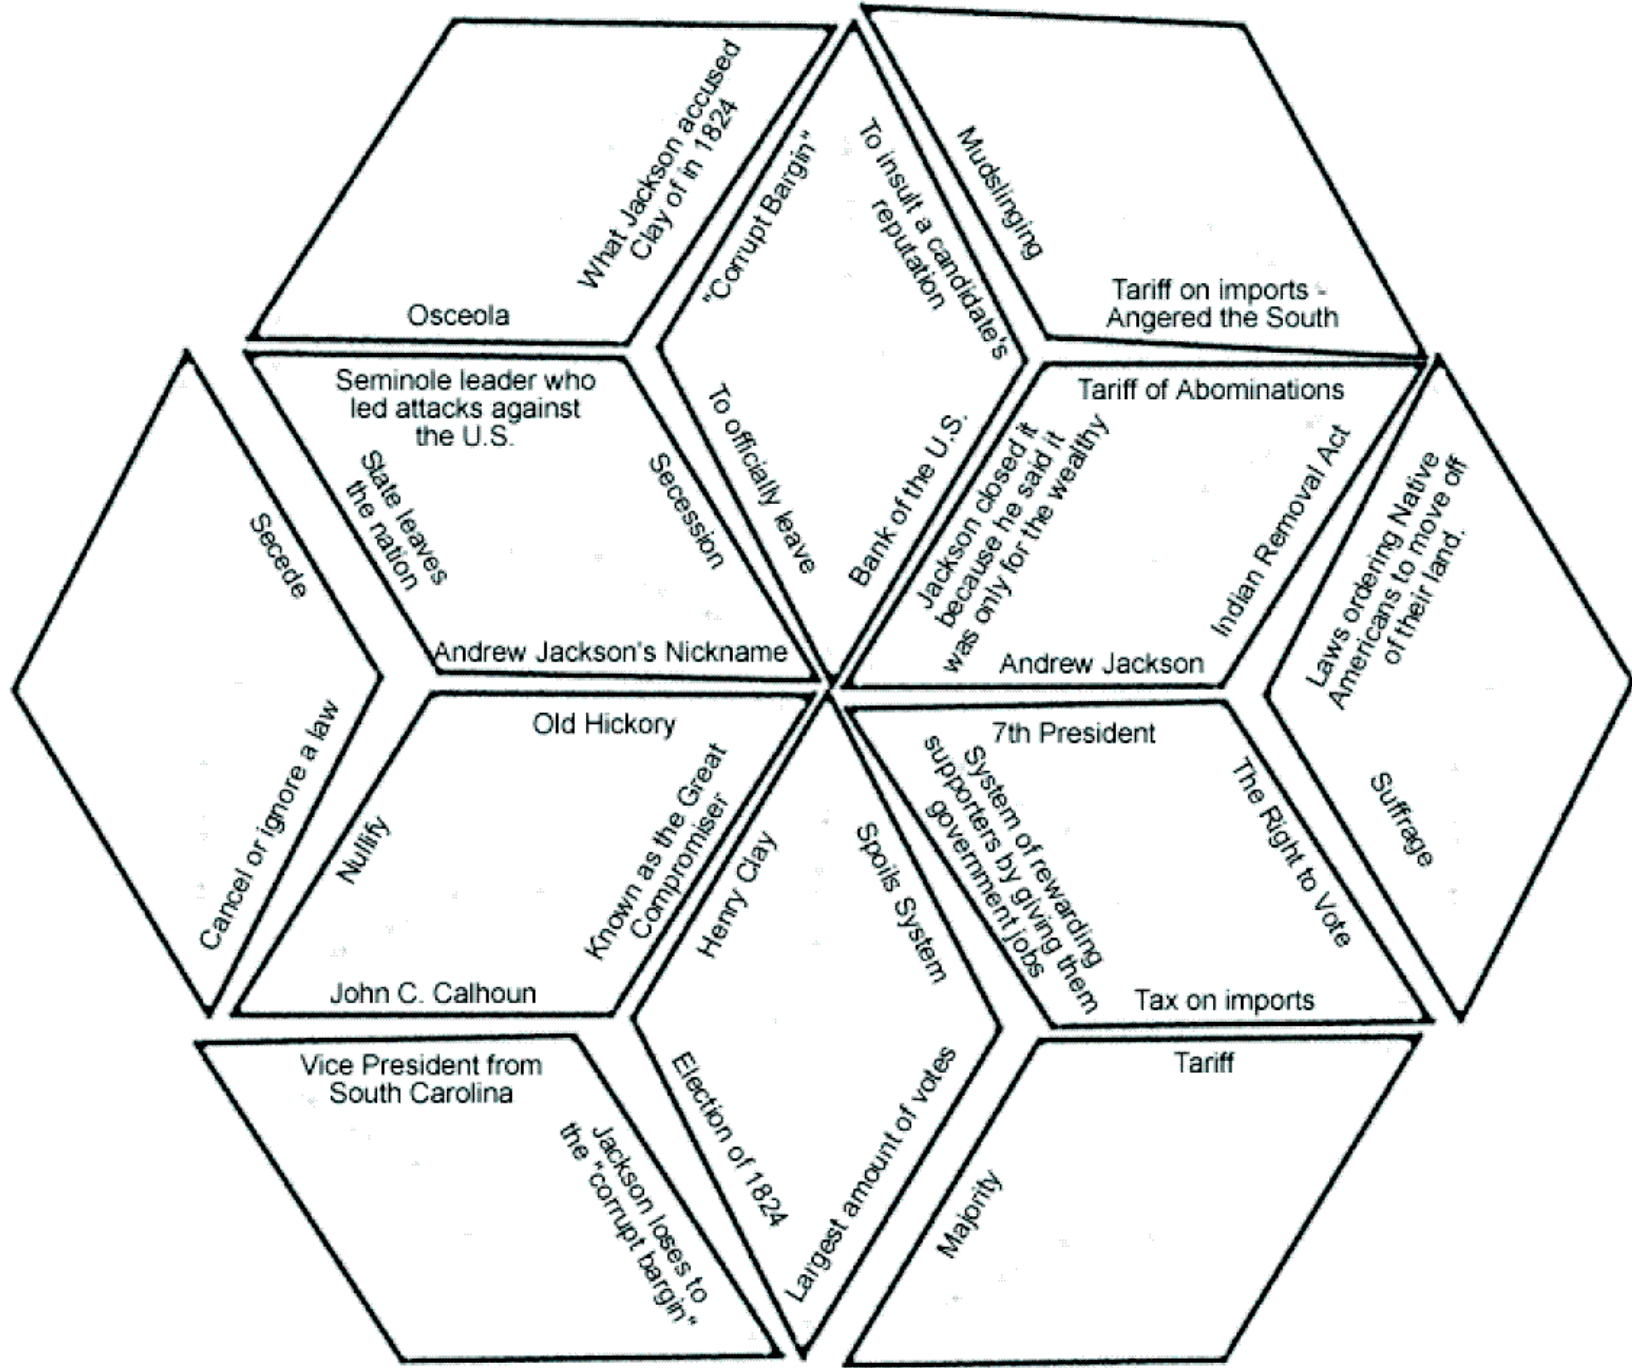 What Jackson accused
Clay of in 1824
Osceola
"Corrupt Bargin"
To insult a candidate's
reputation
To officially leave
Bank of the U.S.
Mudslinging
Tariff on imports -
Angered the South
Seminole leader who
led attacks against
the U.S.
State leaves
the nation
Secession
Andrew Jackson's Nickname
Tariff of Abominations
Jackson closed it
because he said it
was only for the wealthy
Indian Removal Act
Andrew Jackson
Laws ordering Native
Americans to move off
of their land.
Suffrage
Secede
Cancel or ignore a law
Old Hickory
Nullify
Known as the Great
Compromiser
John C. Calhoun
Henry Clay
Spoils System
Election of 1824
Largest amount of votes
7th President
System of rewarding
supporters by giving them
government jobs
The Right to Vote
Tax on imports
Vice President from
South Carolina
Jackson loses to
the "corrupt bargin"
Tariff
Majority